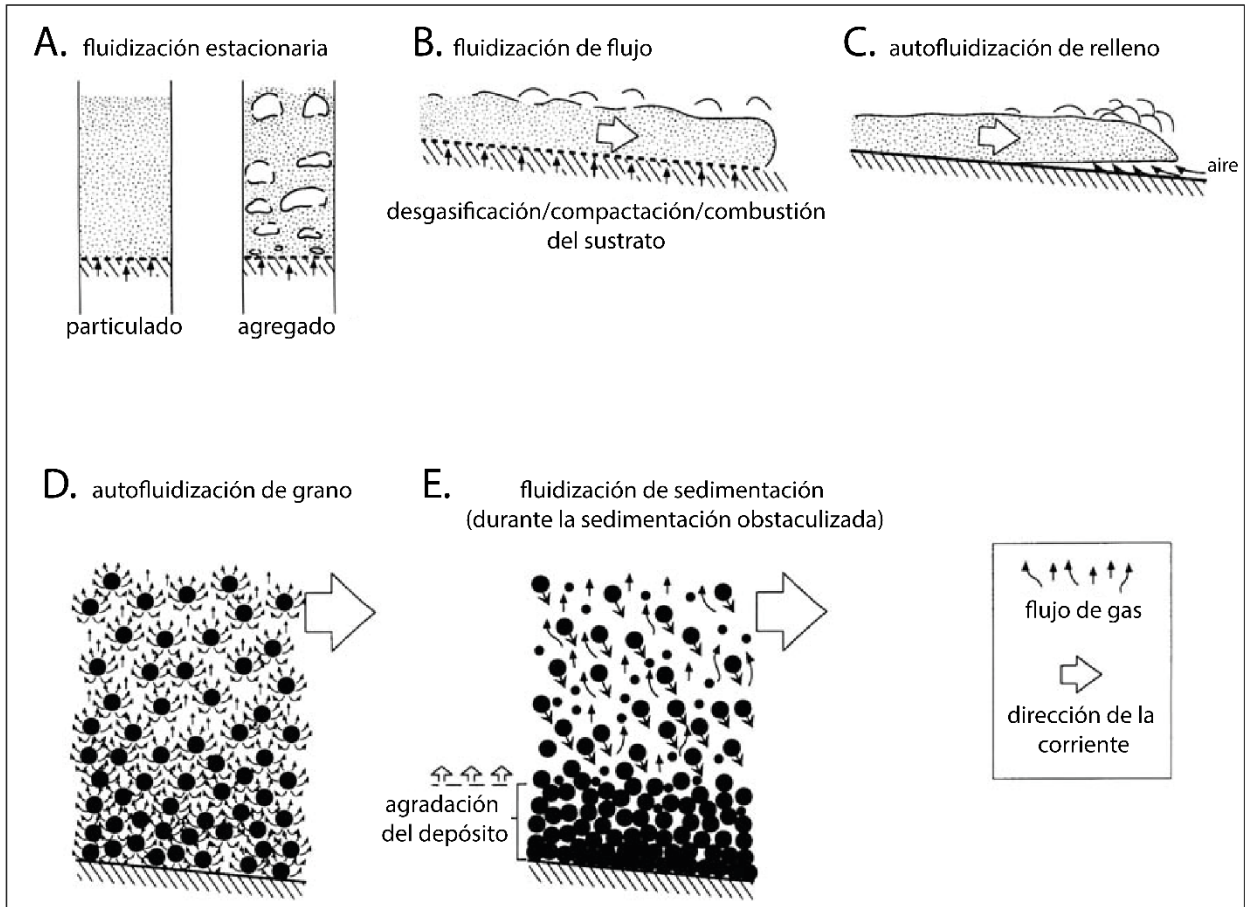 A. fluidización estacionaria
particulado
agregado
B. fluidización de flujo
desgasificación/compactación/combustión
del sustrato
C. autofluidización de relleno
aire
D. autofluidización de grano
E. fluidización de sedimentación
(durante la sedimentación obstaculizada)
agradación
del depósito
flujo de gas
dirección de la
corriente